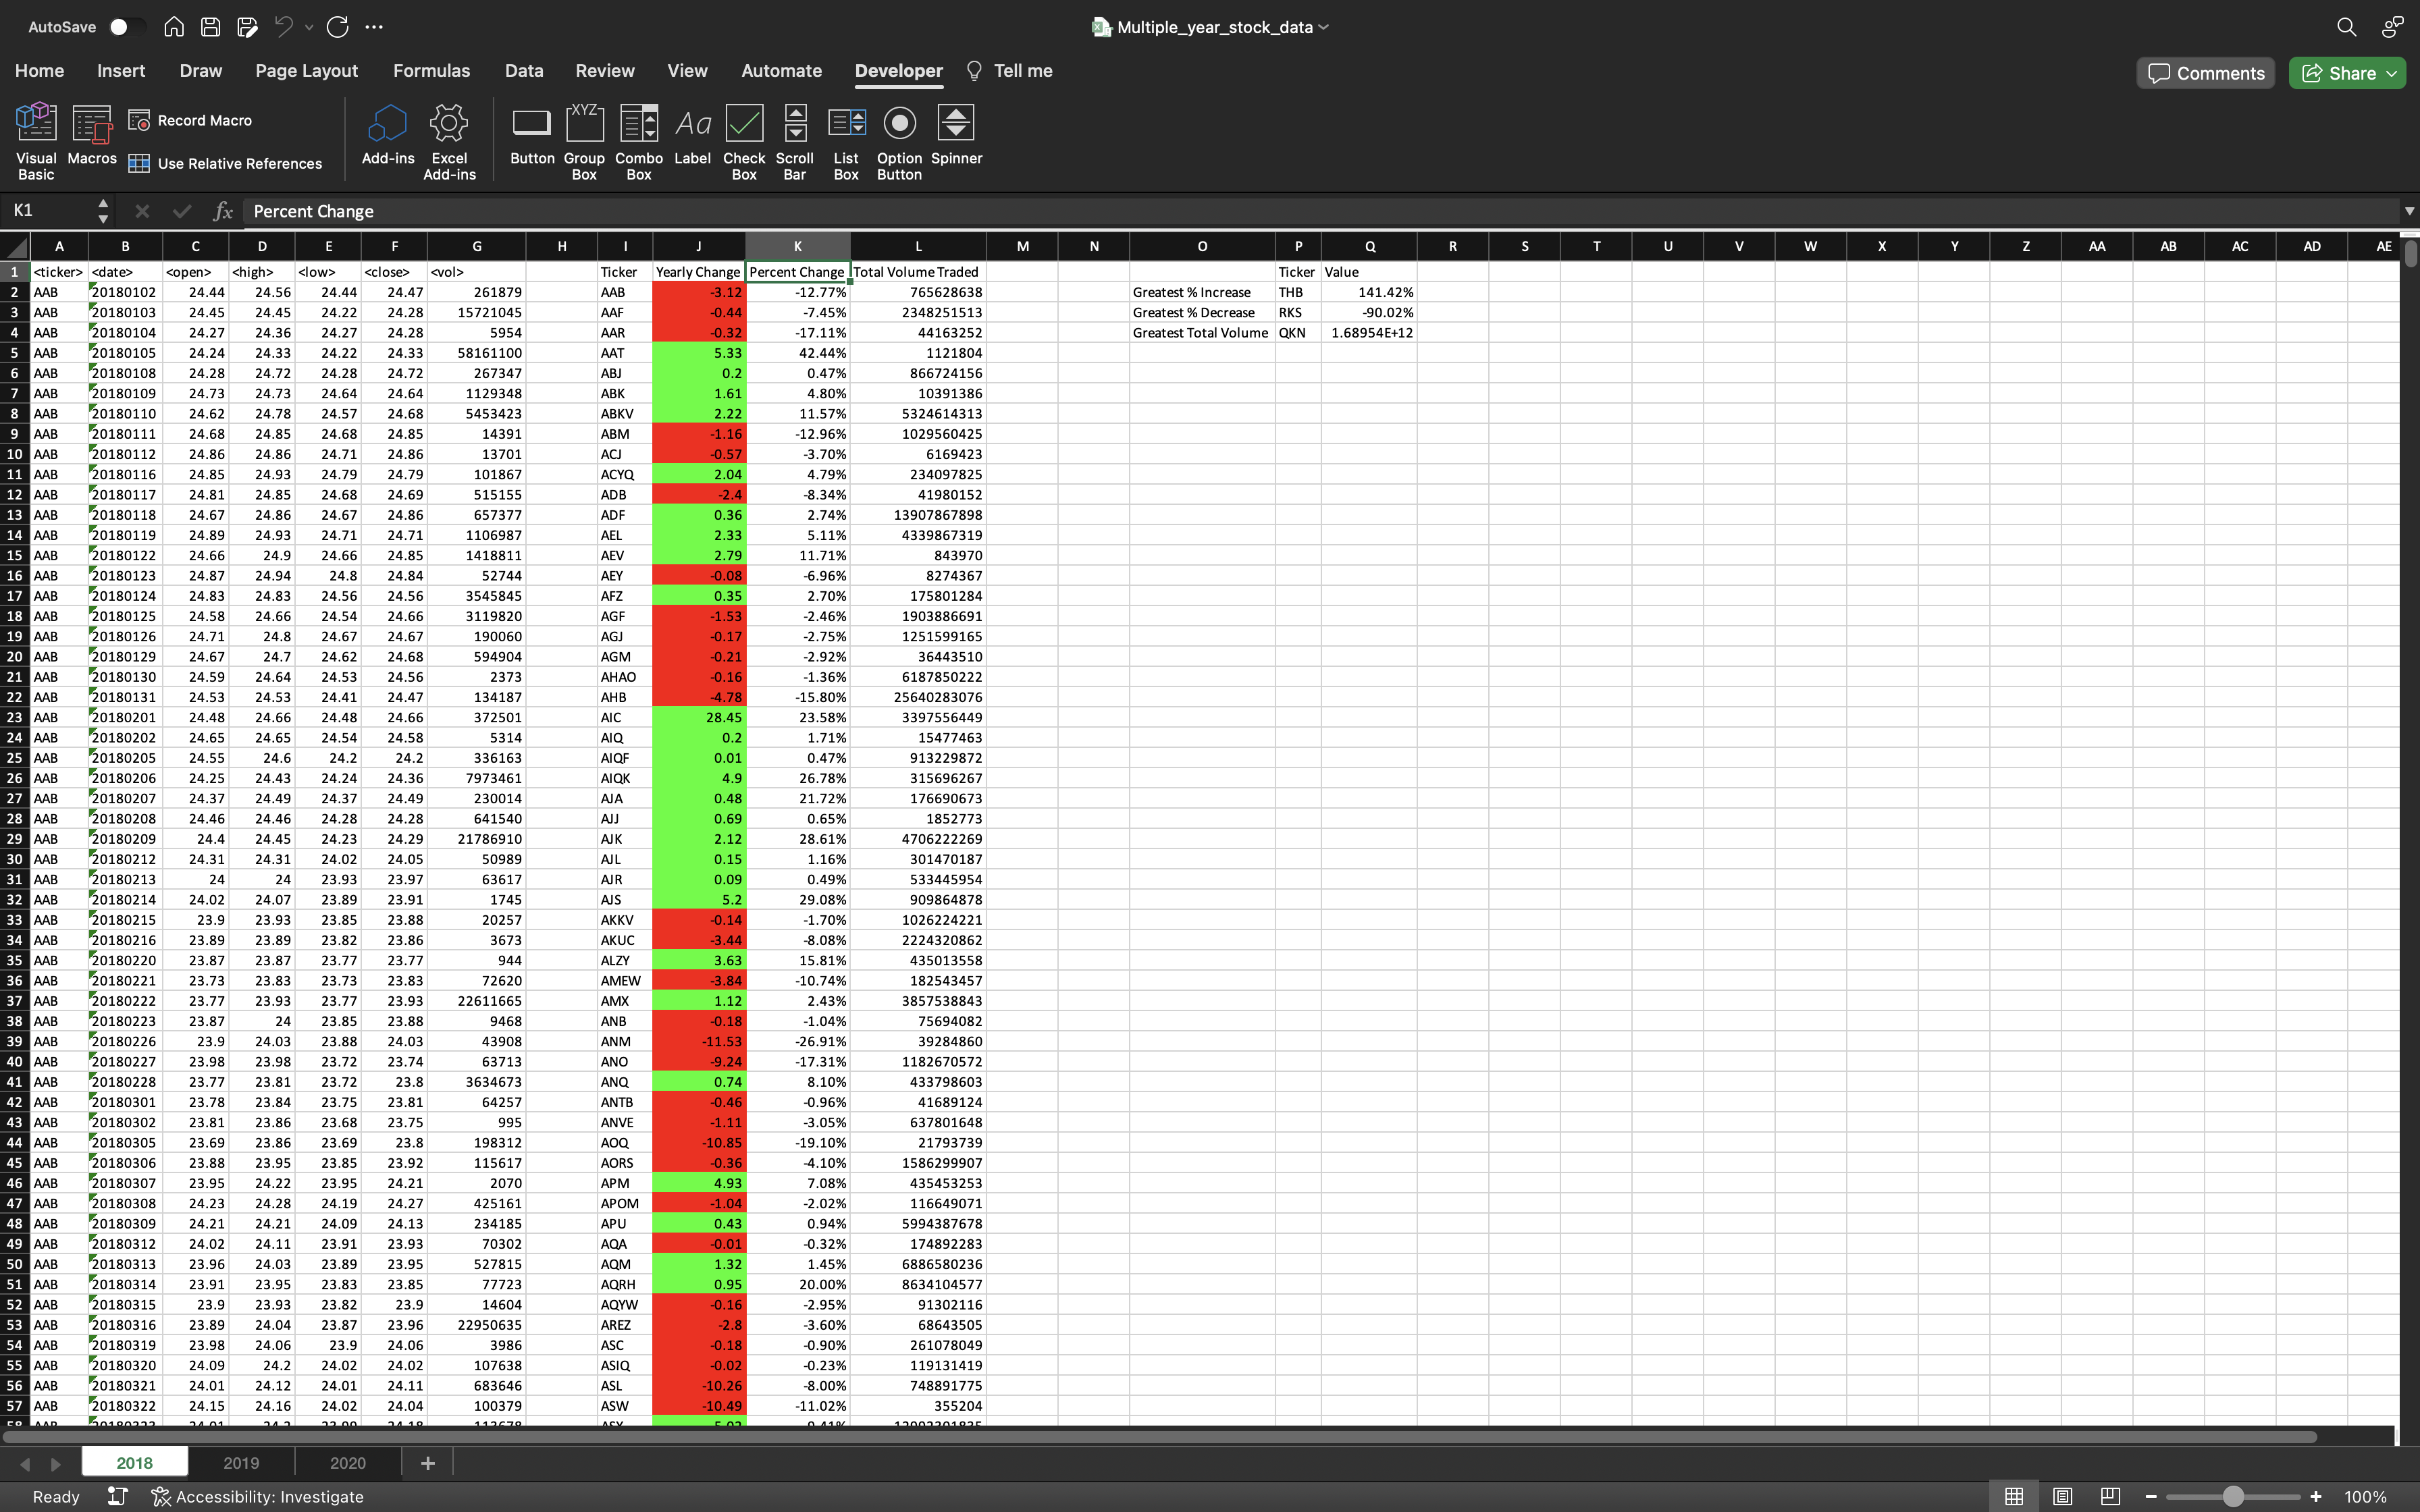 AutoSave Multiple_year_stock_data
Home Insert Draw Page Layout Formulas Data Review View Automate Developer Tell me Comments Share
Visual Basic Macros Record Macro Use Relative References Add-ins Excel Add-ins Button XYZ Group Box Combo Box Aa Label Check Box Scroll Bar List Box Option Button Spinner
K1 fx Percent Change
A B C D E F G H I J K L M N O P Q R S T U V W X Y Z AA AB AC AD AE
1 <ticker> <date> <open> <high> <low> <close> <vol> Ticker Yearly Change Percent Change Total Volume Traded Ticker Value
2 AAB 20180102 24.44 24.56 24.44 24.47 261879 AAB -3.12 -12.77% 765628638 Greatest % Increase THB 141.42%
3 AAB 20180103 24.45 24.45 24.22 24.28 15721045 AAF -0.44 -7.45% 2348251513 Greatest % Decrease RKS -90.02%
4 AAB 20180104 24.27 24.36 24.27 24.28 5954 AAR -0.32 -17.11% 44163252 Greatest Total Volume QKN 1.68954E+12
5 AAB 20180105 24.24 24.33 24.22 24.33 58161100 AAT 5.33 42.44% 1121804
6 AAB 20180108 24.28 24.72 24.28 24.72 267347 ABJ 0.2 0.47% 866724156
7 AAB 20180109 24.73 24.73 24.64 24.64 1129348 ABK 1.61 4.80% 10391386
8 AAB 20180110 24.62 24.78 24.57 24.68 5453423 ABKV 2.22 11.57% 5324614313
9 AAB 20180111 24.68 24.85 24.68 24.85 14391 ABM -1.16 -12.96% 1029560425
10 AAB 20180112 24.86 24.86 24.71 24.86 13701 ACJ -0.57 -3.70% 6169423
11 AAB 20180116 24.85 24.93 24.79 24.79 101867 ACYQ 2.04 4.79% 234097825
12 AAB 20180117 24.81 24.85 24.68 24.69 515155 ADB -2.4 -8.34% 41980152
13 AAB 20180118 24.67 24.86 24.67 24.86 657377 ADF 0.36 2.74% 13907867898
14 AAB 20180119 24.89 24.93 24.71 24.71 1106987 AEL 2.33 5.11% 4339867319
15 AAB 20180122 24.66 24.9 24.66 24.85 1418811 AEV 2.79 11.71% 843970
16 AAB 20180123 24.87 24.94 24.8 24.84 52744 AEY -0.08 -6.96% 8274367
17 AAB 20180124 24.83 24.83 24.56 24.56 3545845 AFZ 0.35 2.70% 175801284
18 AAB 20180125 24.58 24.66 24.54 24.66 3119820 AGF -1.53 -2.46% 1903886691
19 AAB 20180126 24.71 24.8 24.67 24.67 190060 AGJ -0.17 -2.75% 1251599165
20 AAB 20180129 24.67 24.7 24.62 24.68 594904 AGM -0.21 -2.92% 36443510
21 AAB 20180130 24.59 24.64 24.53 24.56 2373 AHAO -0.16 -1.36% 6187850222
22 AAB 20180131 24.53 24.53 24.41 24.47 134187 AHB -4.78 -15.80% 25640283076
23 AAB 20180201 24.48 24.66 24.48 24.66 372501 AIC 28.45 23.58% 3397556449
24 AAB 20180202 24.65 24.65 24.54 24.58 5314 AIQ 0.2 1.71% 15477463
25 AAB 20180205 24.55 24.6 24.2 24.2 336163 AIQF 0.01 0.47% 913229872
26 AAB 20180206 24.25 24.43 24.24 24.36 7973461 AIQK 4.9 26.78% 315696267
27 AAB 20180207 24.37 24.49 24.37 24.49 230014 AJA 0.48 21.72% 176690673
28 AAB 20180208 24.46 24.46 24.28 24.28 641540 AJJ 0.69 0.65% 1852773
29 AAB 20180209 24.4 24.45 24.23 24.29 21786910 AJK 2.12 28.61% 4706222269
30 AAB 20180212 24.31 24.31 24.02 24.05 50989 AJL 0.15 1.16% 301470187
31 AAB 20180213 24 24 23.93 23.97 63617 AJR 0.09 0.49% 533445954
32 AAB 20180214 24.02 24.07 23.89 23.91 1745 AJS 5.2 29.08% 909864878
33 AAB 20180215 23.9 23.93 23.85 23.88 20257 AKKV -0.14 -1.70% 1026224221
34 AAB 20180216 23.89 23.89 23.82 23.86 3673 AKUC -3.44 -8.08% 2224320862
35 AAB 20180220 23.87 23.87 23.77 23.77 944 ALZY 3.63 15.81% 435013558
36 AAB 20180221 23.73 23.83 23.73 23.83 72620 AMEW -3.84 -10.74% 182543457
37 AAB 20180222 23.77 23.93 23.77 23.93 22611665 AMX 1.12 2.43% 3857538843
38 AAB 20180223 23.87 24 23.85 23.88 9468 ANB -0.18 -1.04% 75694082
39 AAB 20180226 23.9 24.03 23.88 24.03 43908 ANM -11.53 -26.91% 39284860
40 AAB 20180227 23.98 23.98 23.72 23.74 63713 ANO -9.24 -17.31% 1182670572
41 AAB 20180228 23.77 23.81 23.72 23.8 3634673 ANQ 0.74 8.10% 433798603
42 AAB 20180301 23.78 23.84 23.75 23.81 64257 ANTB -0.46 -0.96% 41689124
43 AAB 20180302 23.81 23.86 23.68 23.75 995 ANVE -1.11 -3.05% 637801648
44 AAB 20180305 23.69 23.86 23.69 23.8 198312 AOQ -10.85 -19.10% 21793739
45 AAB 20180306 23.88 23.95 23.85 23.92 115617 AORS -0.36 -4.10% 1586299907
46 AAB 20180307 23.95 24.22 23.95 24.21 2070 APM 4.93 7.08% 435453253
47 AAB 20180308 24.23 24.28 24.19 24.27 425161 APOM -1.04 -2.02% 116649071
48 AAB 20180309 24.21 24.21 24.09 24.13 234185 APU 0.43 0.94% 5994387678
49 AAB 20180312 24.02 24.11 23.91 23.93 70302 AQA -0.01 -0.32% 174892283
50 AAB 20180313 23.96 24.03 23.89 23.95 527815 AQM 1.32 1.45% 6886580236
51 AAB 20180314 23.91 23.95 23.83 23.85 77723 AQRH 0.95 20.00% 8634104577
52 AAB 20180315 23.9 23.93 23.82 23.9 14604 AQYW -0.16 -2.95% 91302116
53 AAB 20180316 23.89 24.04 23.87 23.96 22950635 AREZ -2.8 -3.60% 68643505
54 AAB 20180319 23.98 24.06 23.9 24.06 3986 ASC -0.18 -0.90% 261078049
55 AAB 20180320 24.09 24.2 24.02 24.02 107638 ASIQ -0.02 -0.23% 119131419
56 AAB 20180321 24.01 24.12 24.01 24.11 683646 ASL -10.26 -8.00% 748891775
57 AAB 20180322 24.15 24.16 24.02 24.04 100379 ASW -10.49 -11.02% 355204
2018 2019 2020 +
Ready Accessibility: Investigate 100%